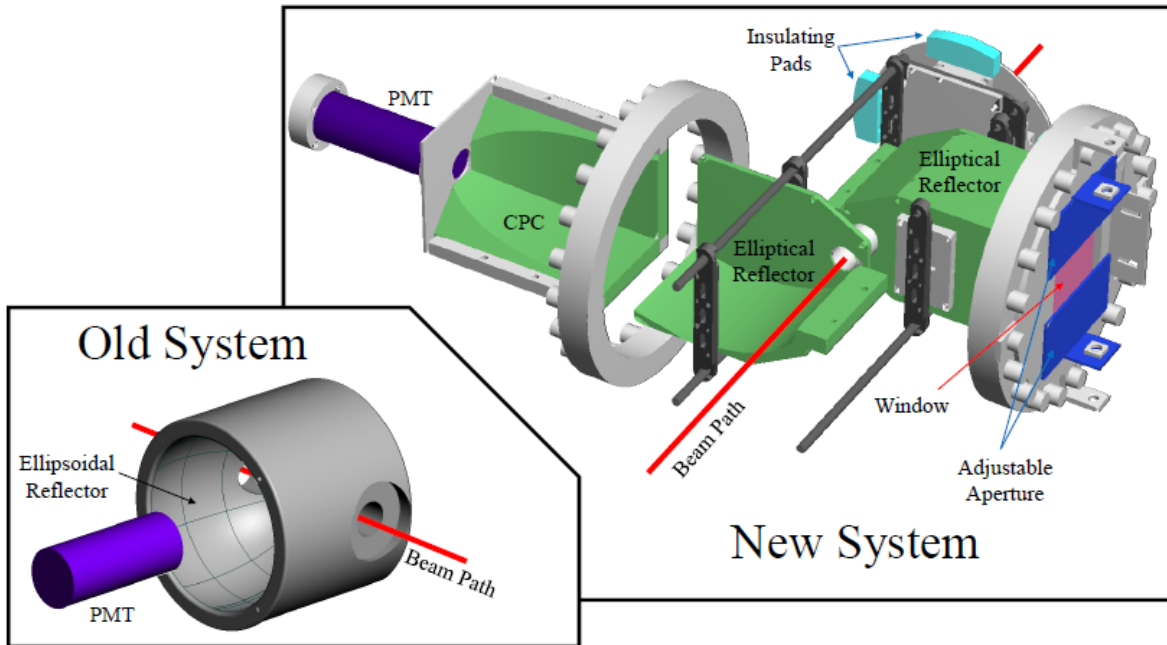 Insulating
Pads
PMT
Elliptical
Reflector
CPC
Elliptical
Reflector
Window
Beam Path
Adjustable
Aperture
New System
Old System
Ellipsoidal
Reflector
Beam Path
PMT